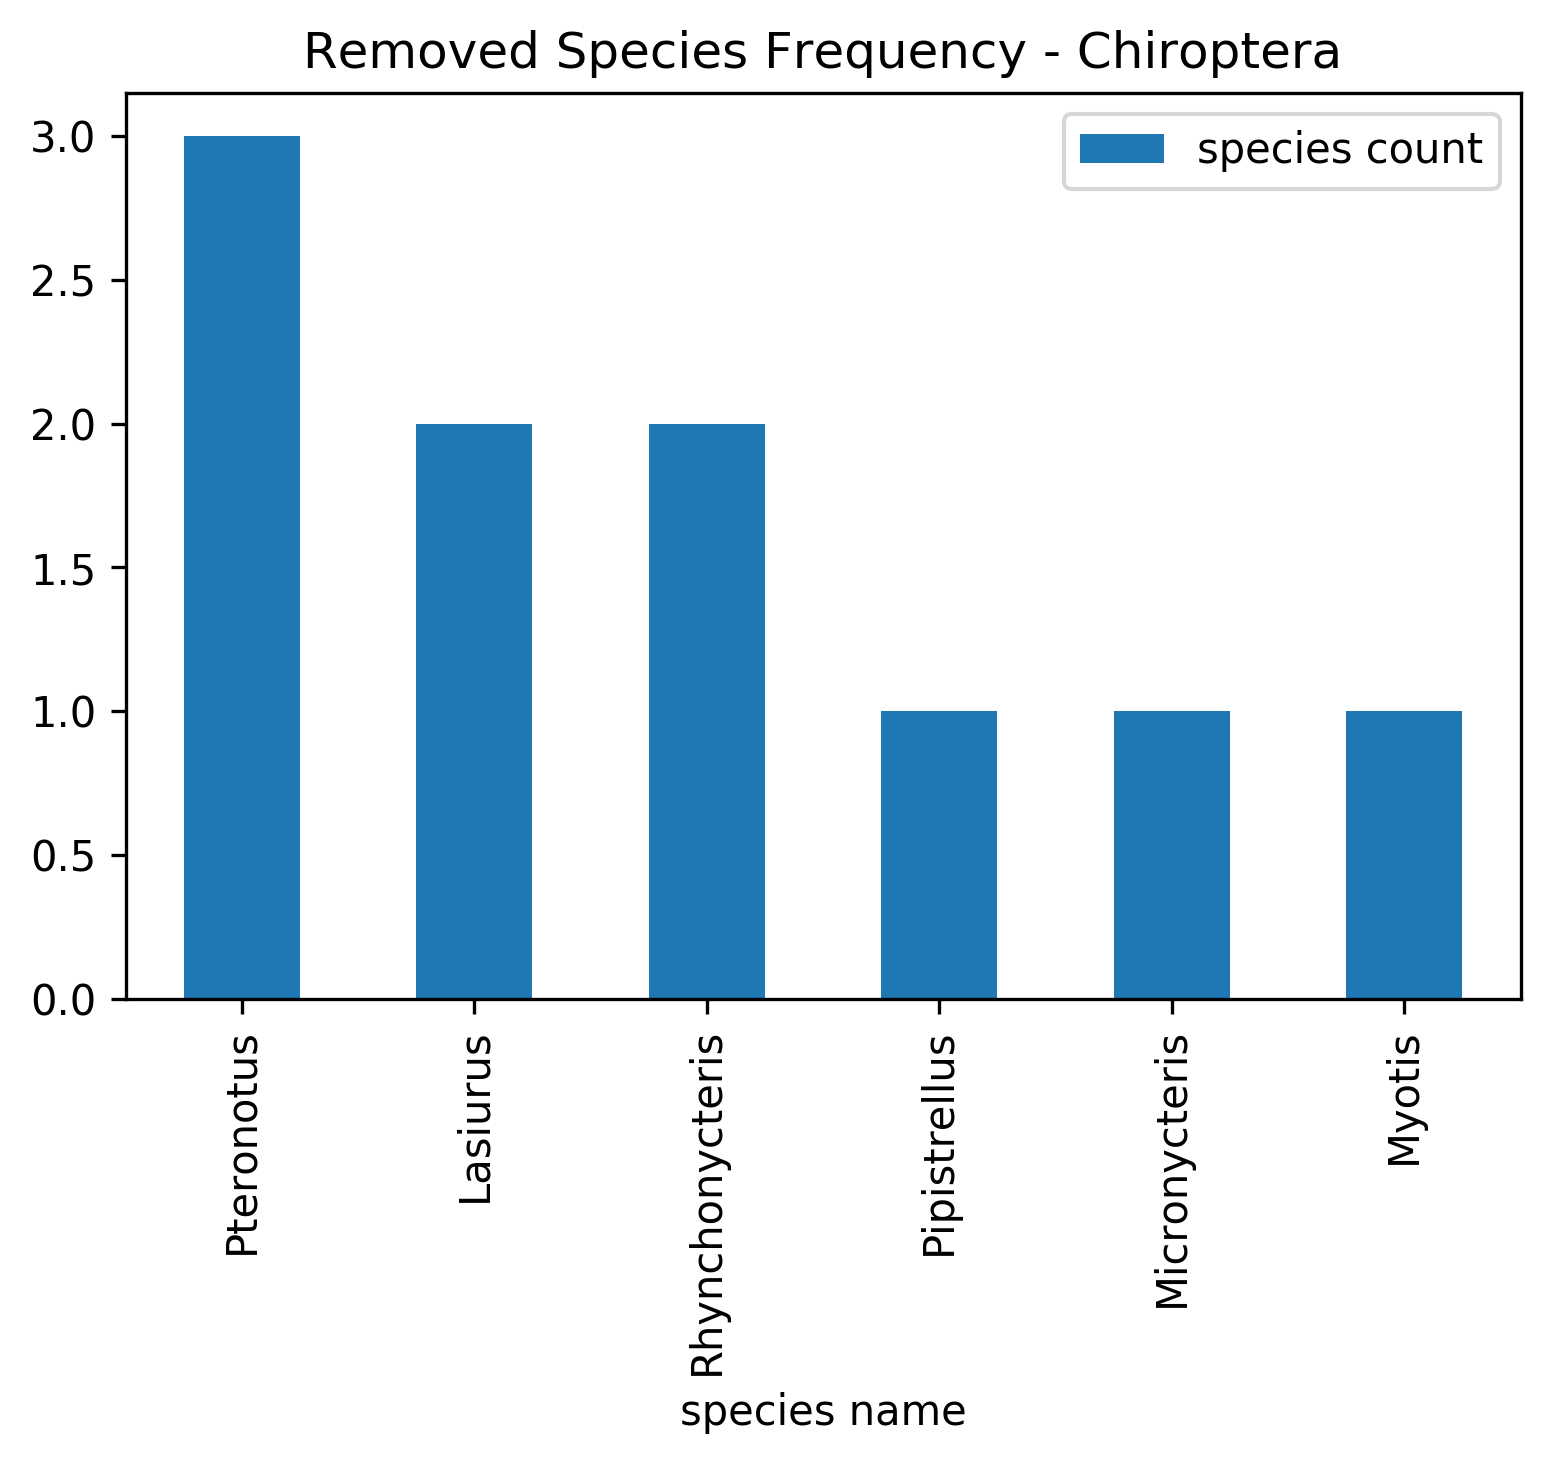 Removed Species Frequency - Chiroptera
species count
3.0
2.5
2.0
1.5
1.0
0.5
0.0
Pteronotus
Lasiurus
Rhynchonycteris
Pipistrellus
Micronycteris
Myotis
species name